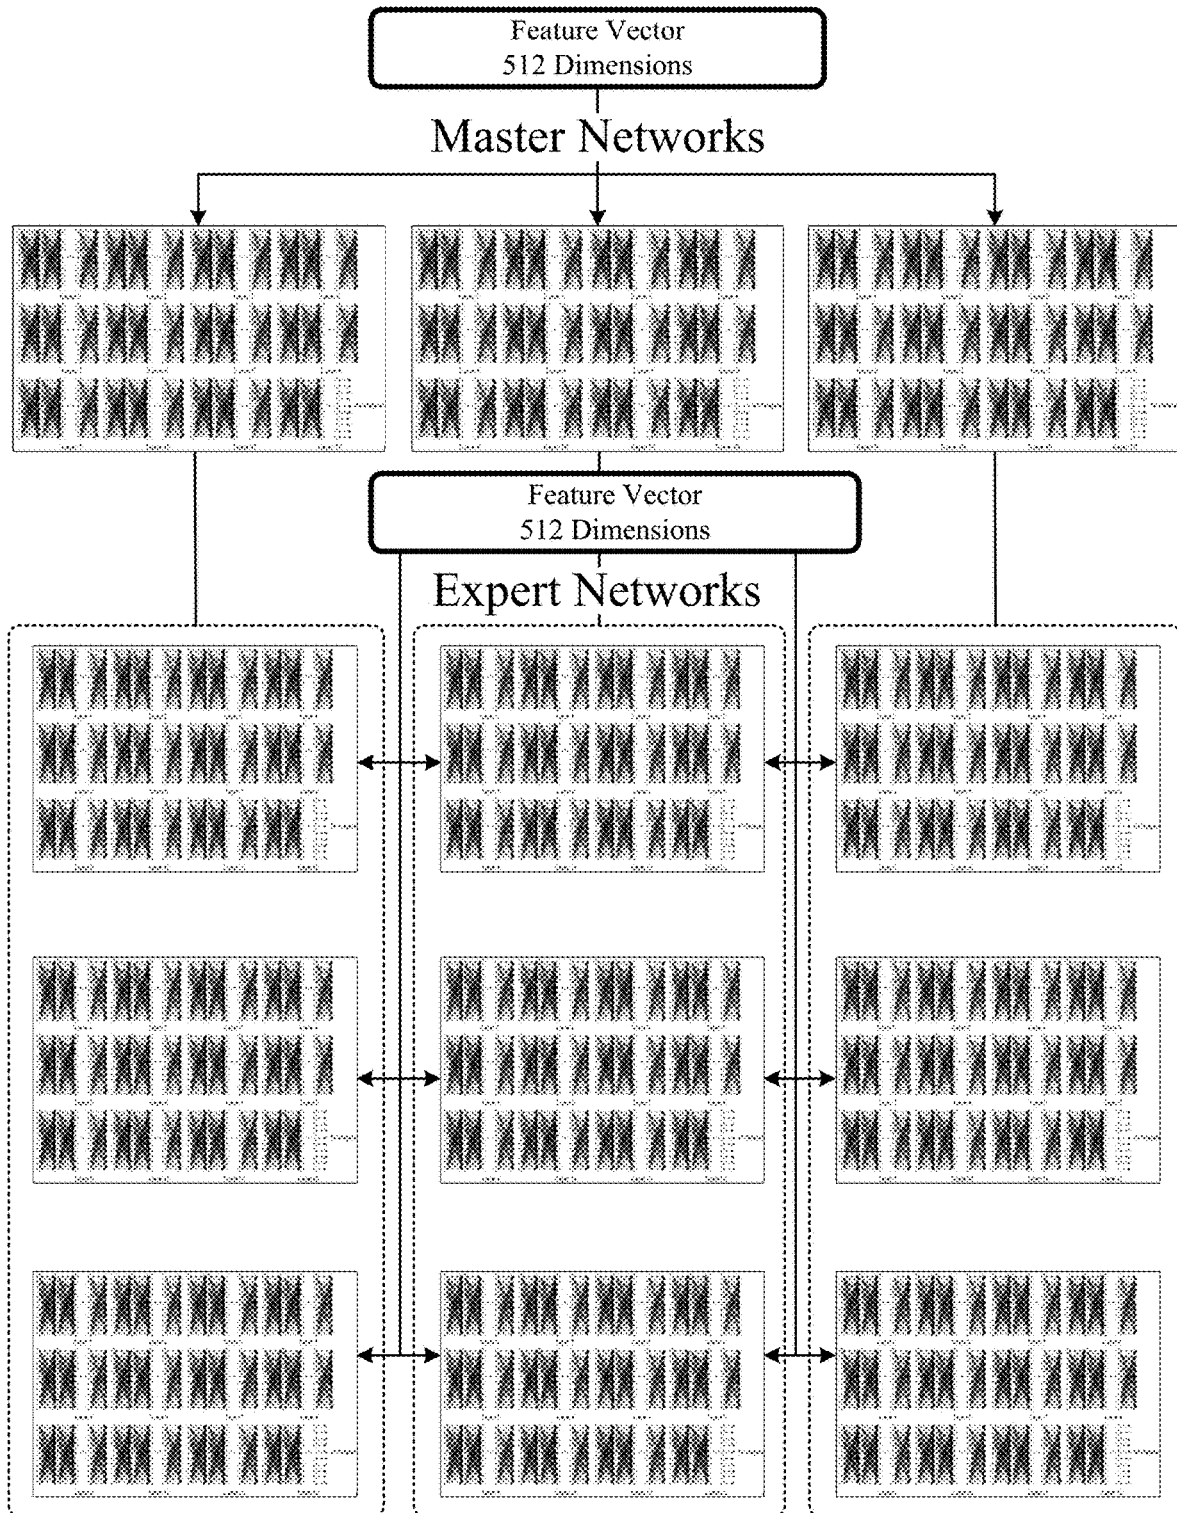 Feature Vector
512 Dimensions
Master Networks
Feature Vector
512 Dimensions
Expert Networks